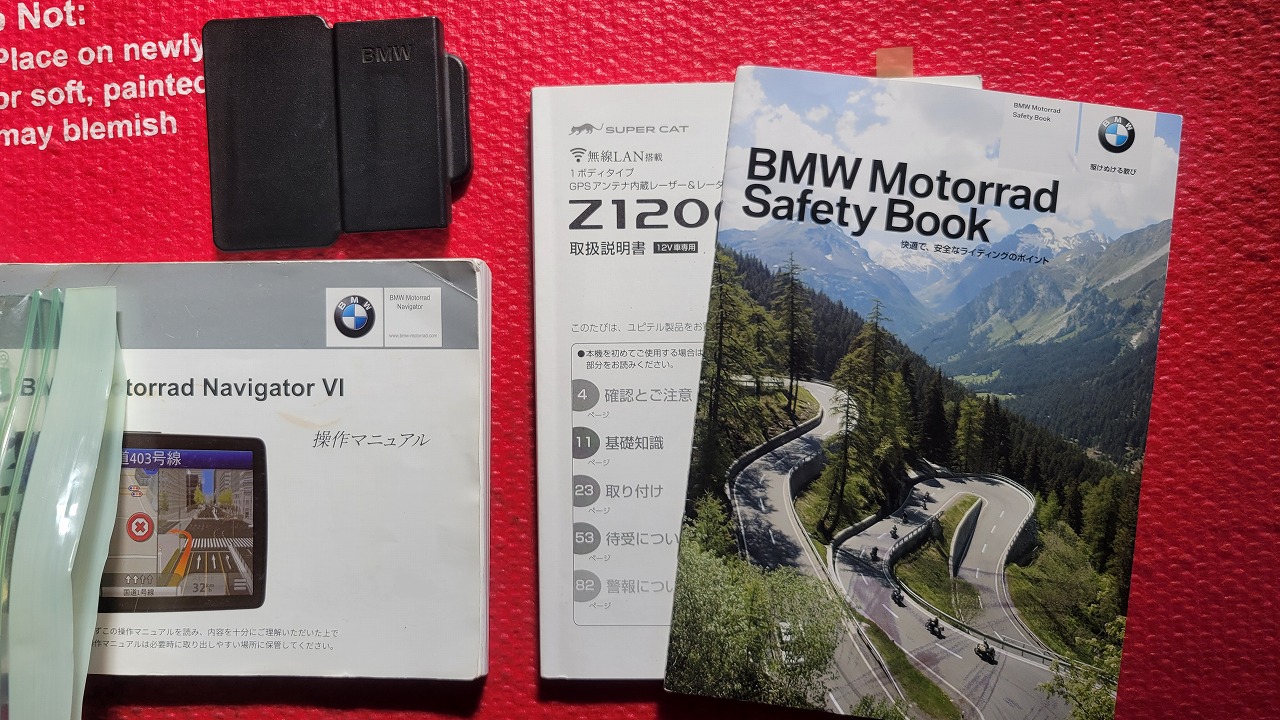 Not:
Place on newly
or soft, painted
may blemish
BMW
BMW
BMW Motorrad
Navigator
www.bmw-motorrad.com
Motorrad Navigator VI
操作マニュアル
道403号線
国道1号線
32
ずこの操作マニュアルを読み、内容を十分にご理解いただいた上で
作マニュアルは必要時に取り出しやすい場所に保管してください。
SUPER CAT
無線LAN搭載
1ボディタイプ
GPSアンテナ内蔵レーザー&レーダ
Z120
取扱説明書 12V車専用
このたびは、ユピテル製品をお
●本機を初めてご使用する場合は
部分をお読みください。
4 確認とご注意
ページ
11 基礎知識
ページ
23 取り付け
ページ
53 待受につい
ページ
82 警報につい
ページ
BMW Motorrad
Safety Book
BMW
駆けぬける歓び
BMW Motorrad
Safety Book
快適で、安全なライディングのポイント